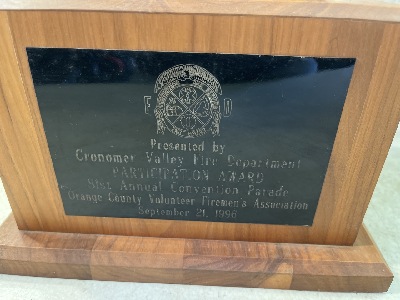 F D
Presented by
Cronomer Valley Fire Department
PARTICIPATION AWARD
81st Annual Convention Parade
Orange County Volunteer Firemen's Association
September 21, 1996